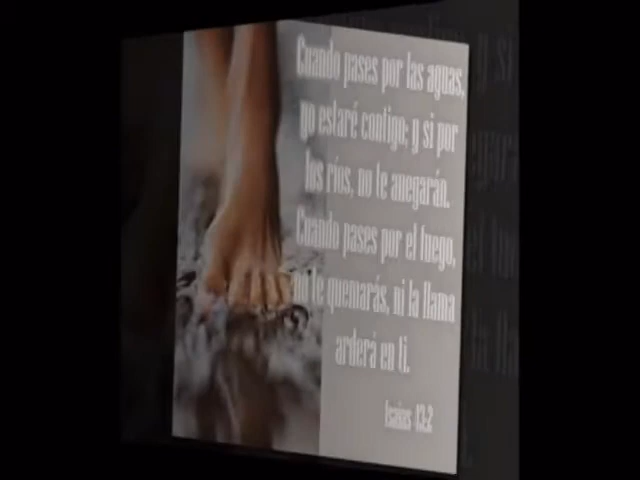 Cuando pases por las aguas,
yo estaré contigo; y si por
los ríos, no te anegarán.
Cuando pases por el fuego,
no te quemarás, ni la llama
arderá en ti.
Isaías 43:2